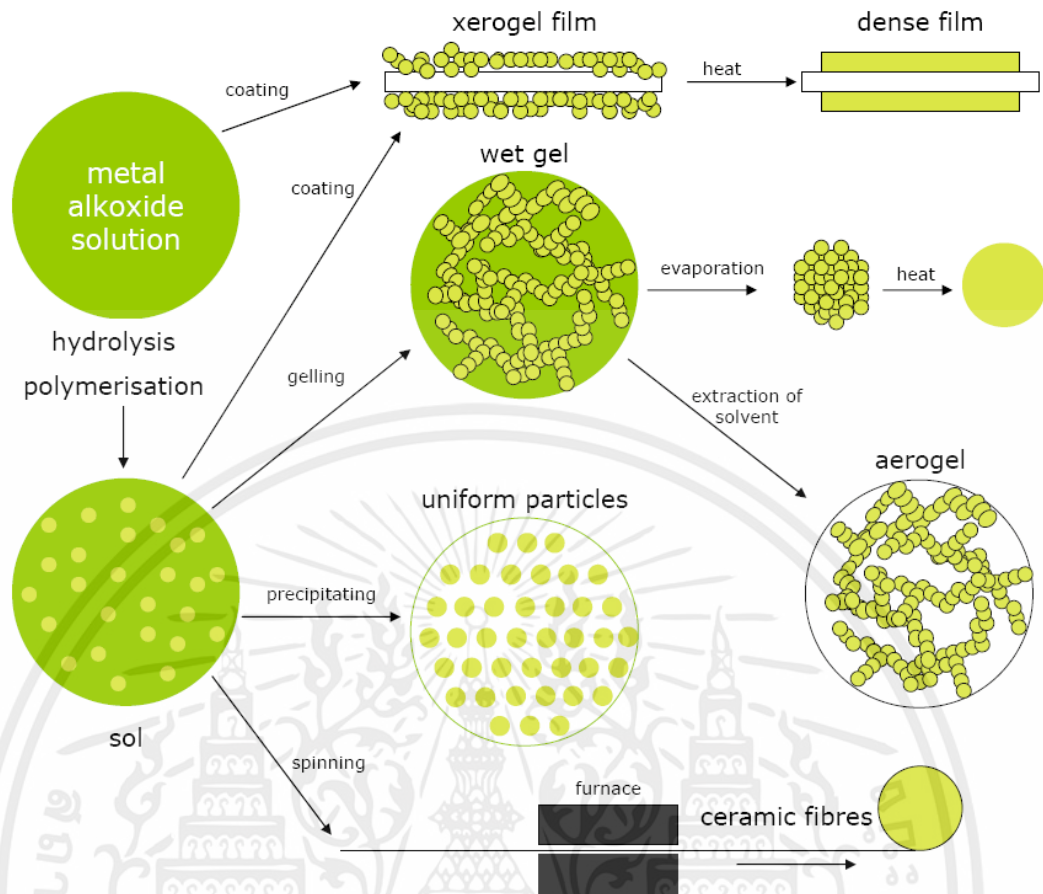 xerogel film
dense film
coating
heat
metal
alkoxide
solution
coating
wet gel
evaporation
heat
hydrolysis
polymerisation
gelling
extraction of
solvent
aerogel
uniform particles
precipitating
sol
spinning
furnace
ceramic fibres